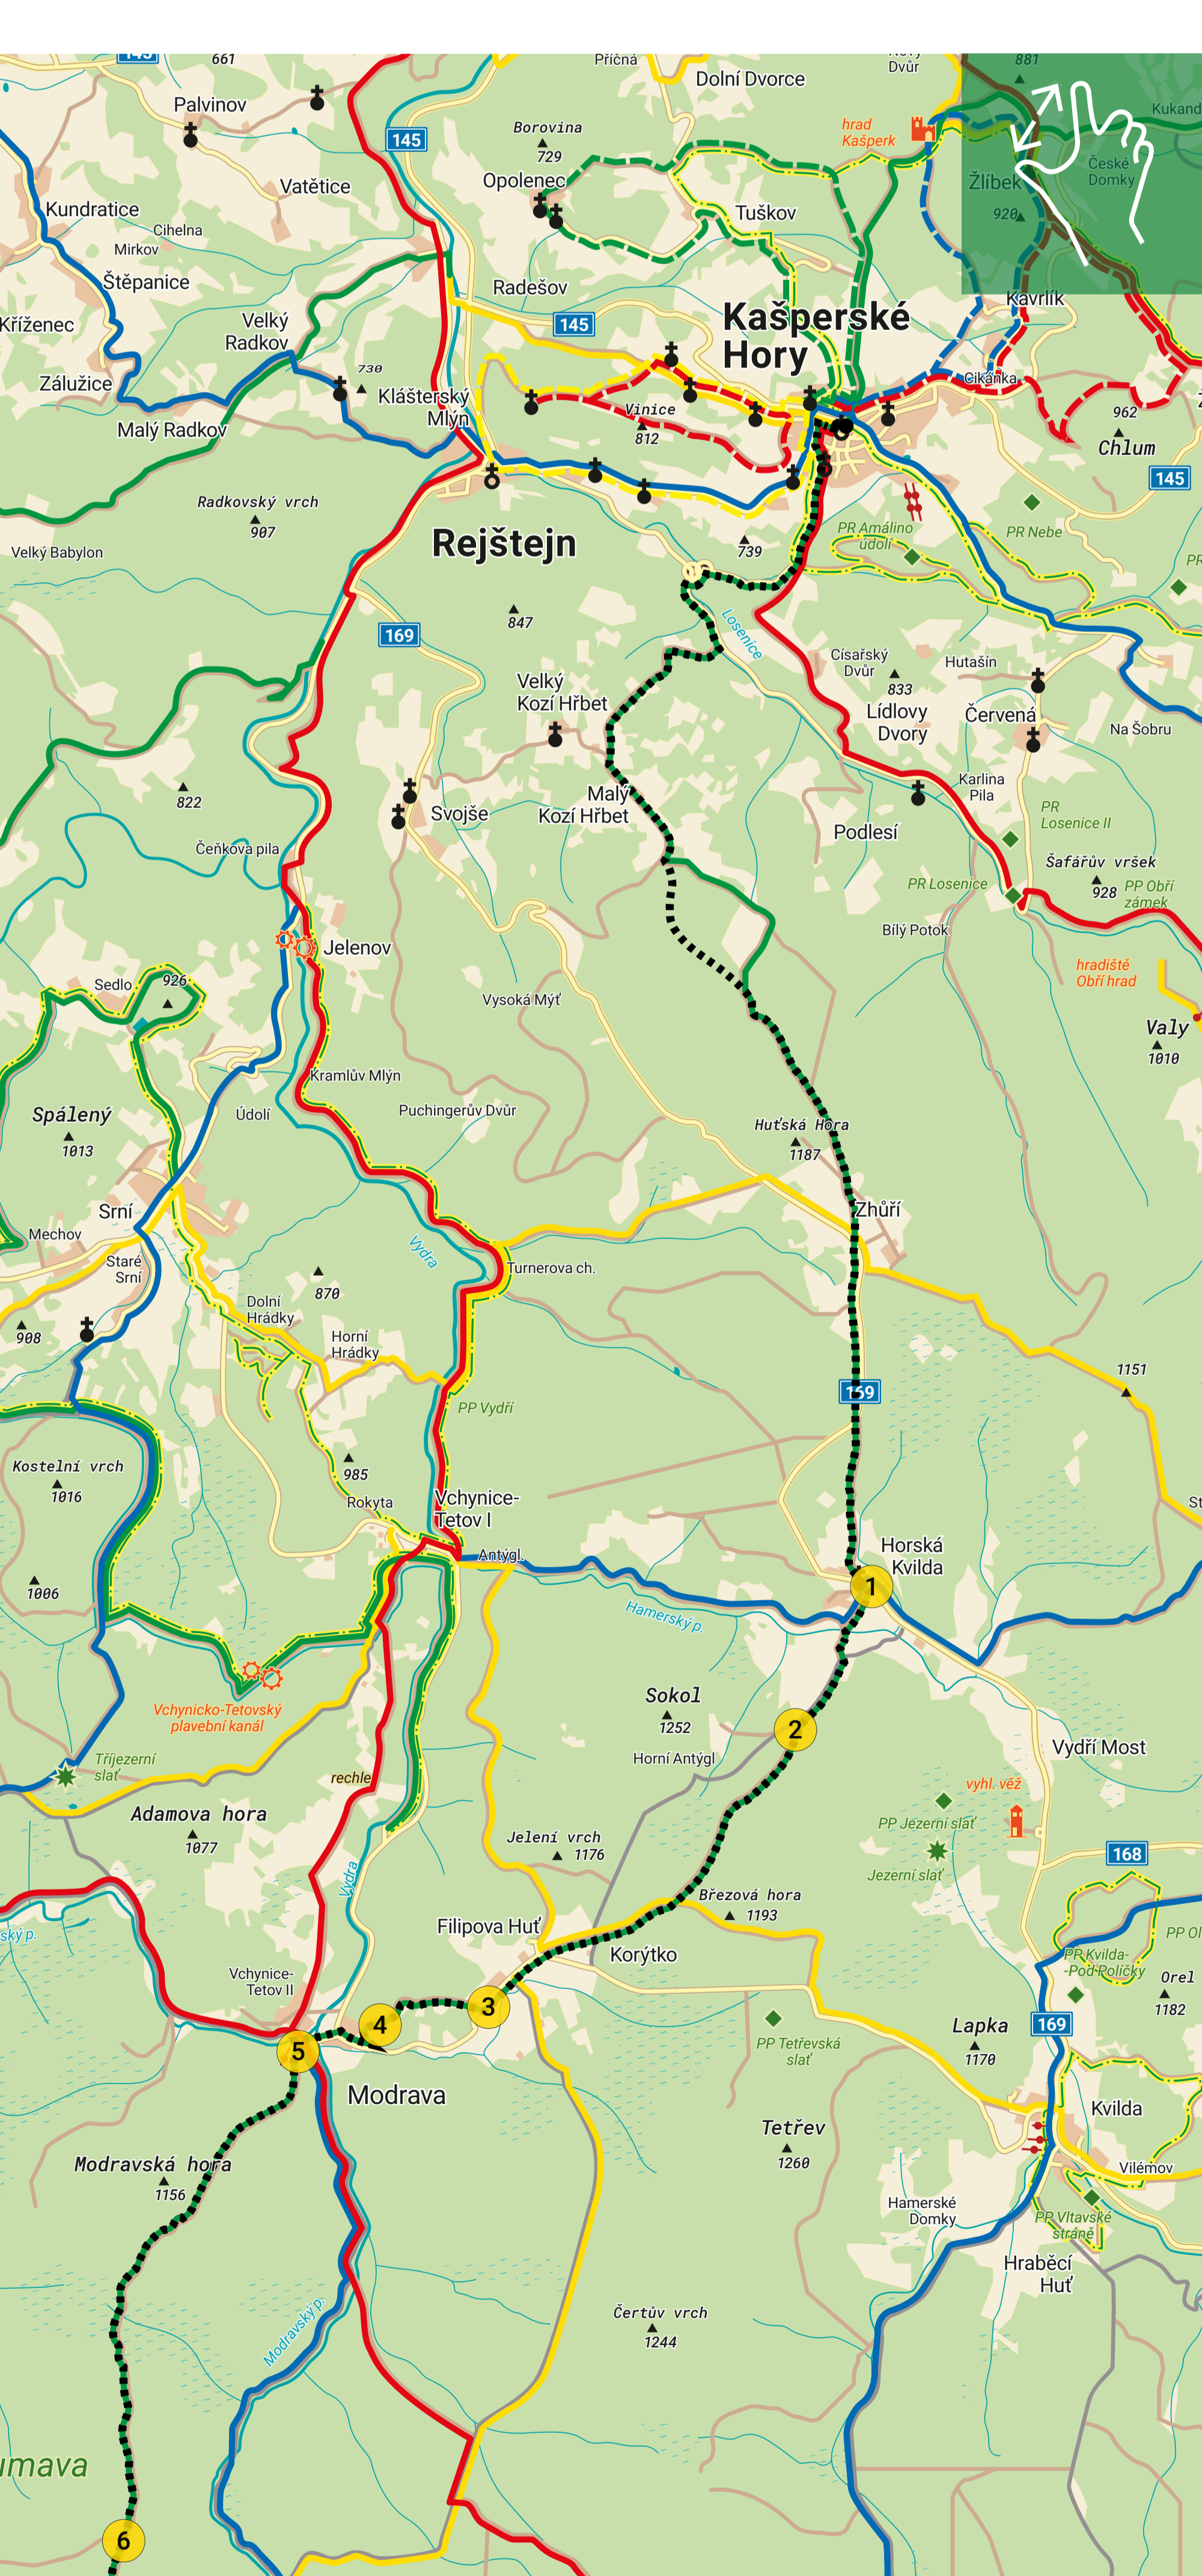 661
Příčná
Dvůr
881
Dolní Dvorce
Palvinov
Kukand
145
Borovina
729
hrad
Kašperk
Opolenec
České
Domky
Vatětice
Žlíbek
920
Kundratice
Tuškov
Cihelna
Mirkov
Štěpanice
Radešov
Kavrlík
Kříženec
Velký
Radkov
145
Kašperské
Hory
730
Zálužice
Cikánka
Klášterský
Mlýn
Vinice
812
962
Malý Radkov
Chlum
145
Radkovský vrch
907
PR Amálino
údolí
PR Nebe
Rejštejn
739
Velký Babylon
PR
847
169
Losenice
Císařský
Dvůr
833
Hutašín
Velký
Kozí Hřbet
Lídlovy
Dvory
Červená
Na Šobru
822
Malý
Kozí Hřbet
Karlina
Pila
Svojše
PR
Losenice II
Podlesí
Čeňkova pila
Šafářův vršek
928
PR Losenice
PP Obří
zámek
Bílý Potok
Jelenov
hradiště
Obří hrad
Sedlo
926
Vysoká Mýť
Valy
1010
Kramlův Mlýn
Spálený
1013
Údolí
Puchingerův Dvůr
Huťská Hora
1187
Srní
Zhůří
Mechov
Vydra
Staré
Srní
Turnerova ch.
870
Dolní
Hrádky
908
Horní
Hrádky
1151
169
PP Vydří
Kostelní vrch
1016
985
Rokyta
Vchynice-
Tetov I
St
Antýgl.
Horská
Kvilda
1006
1
Hamerský p.
Sokol
1252
Vchynicko-Tetovský
plavební kanál
2
Horní Antýgl
Vydří Most
Tříjezerní
slať
rechle
vyhl. věž
Adamova hora
1077
PP Jezerní slať
Jelení vrch
1176
168
Jezerní slať
Vydra
Březová hora
1193
Filipova Huť
ský p.
Korýtko
PP Ol
PP Kvilda-
-Pod Políčky
Vchynice-
Tetov II
Orel
1182
3
4
169
Lapka
1170
PP Tetřevská
slať
5
Modrava
Kvilda
Tetřev
1260
Modravská hora
1156
Vilémov
Hamerské
Domky
PP Vltavské
stráně
Hraběcí
Huť
Čertův vrch
1244
Modravský p.
umava
6